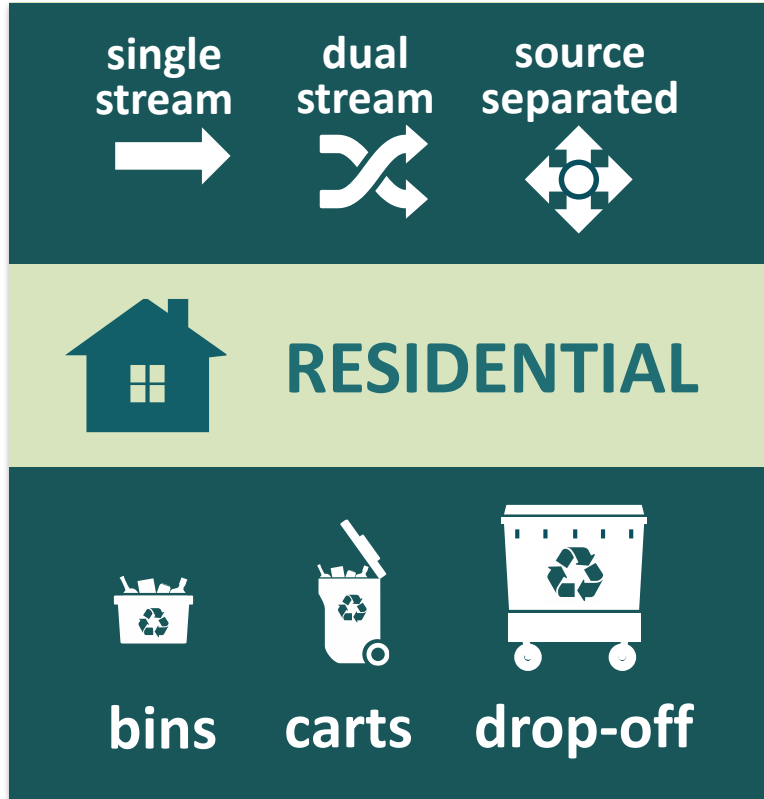 single
stream
dual
stream
source
separated
RESIDENTIAL
bins
carts
drop-off